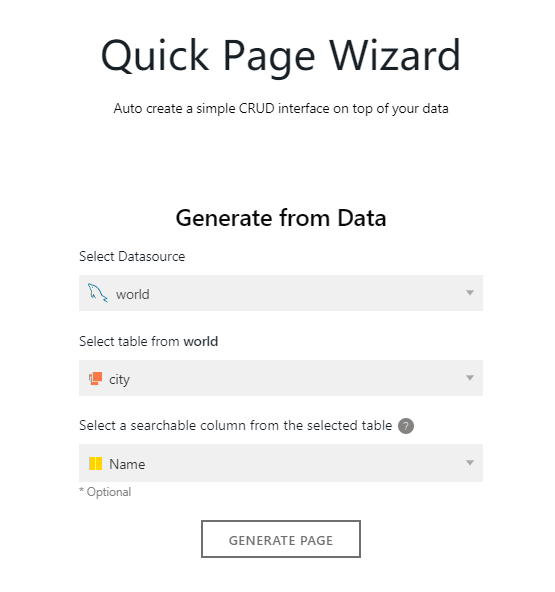 Quick Page Wizard
Auto create a simple CRUD interface on top of your data
Generate from Data
Select Datasource
world
Select table from world
city
Select a searchable column from the selected table ?
Name
* Optional
GENERATE PAGE